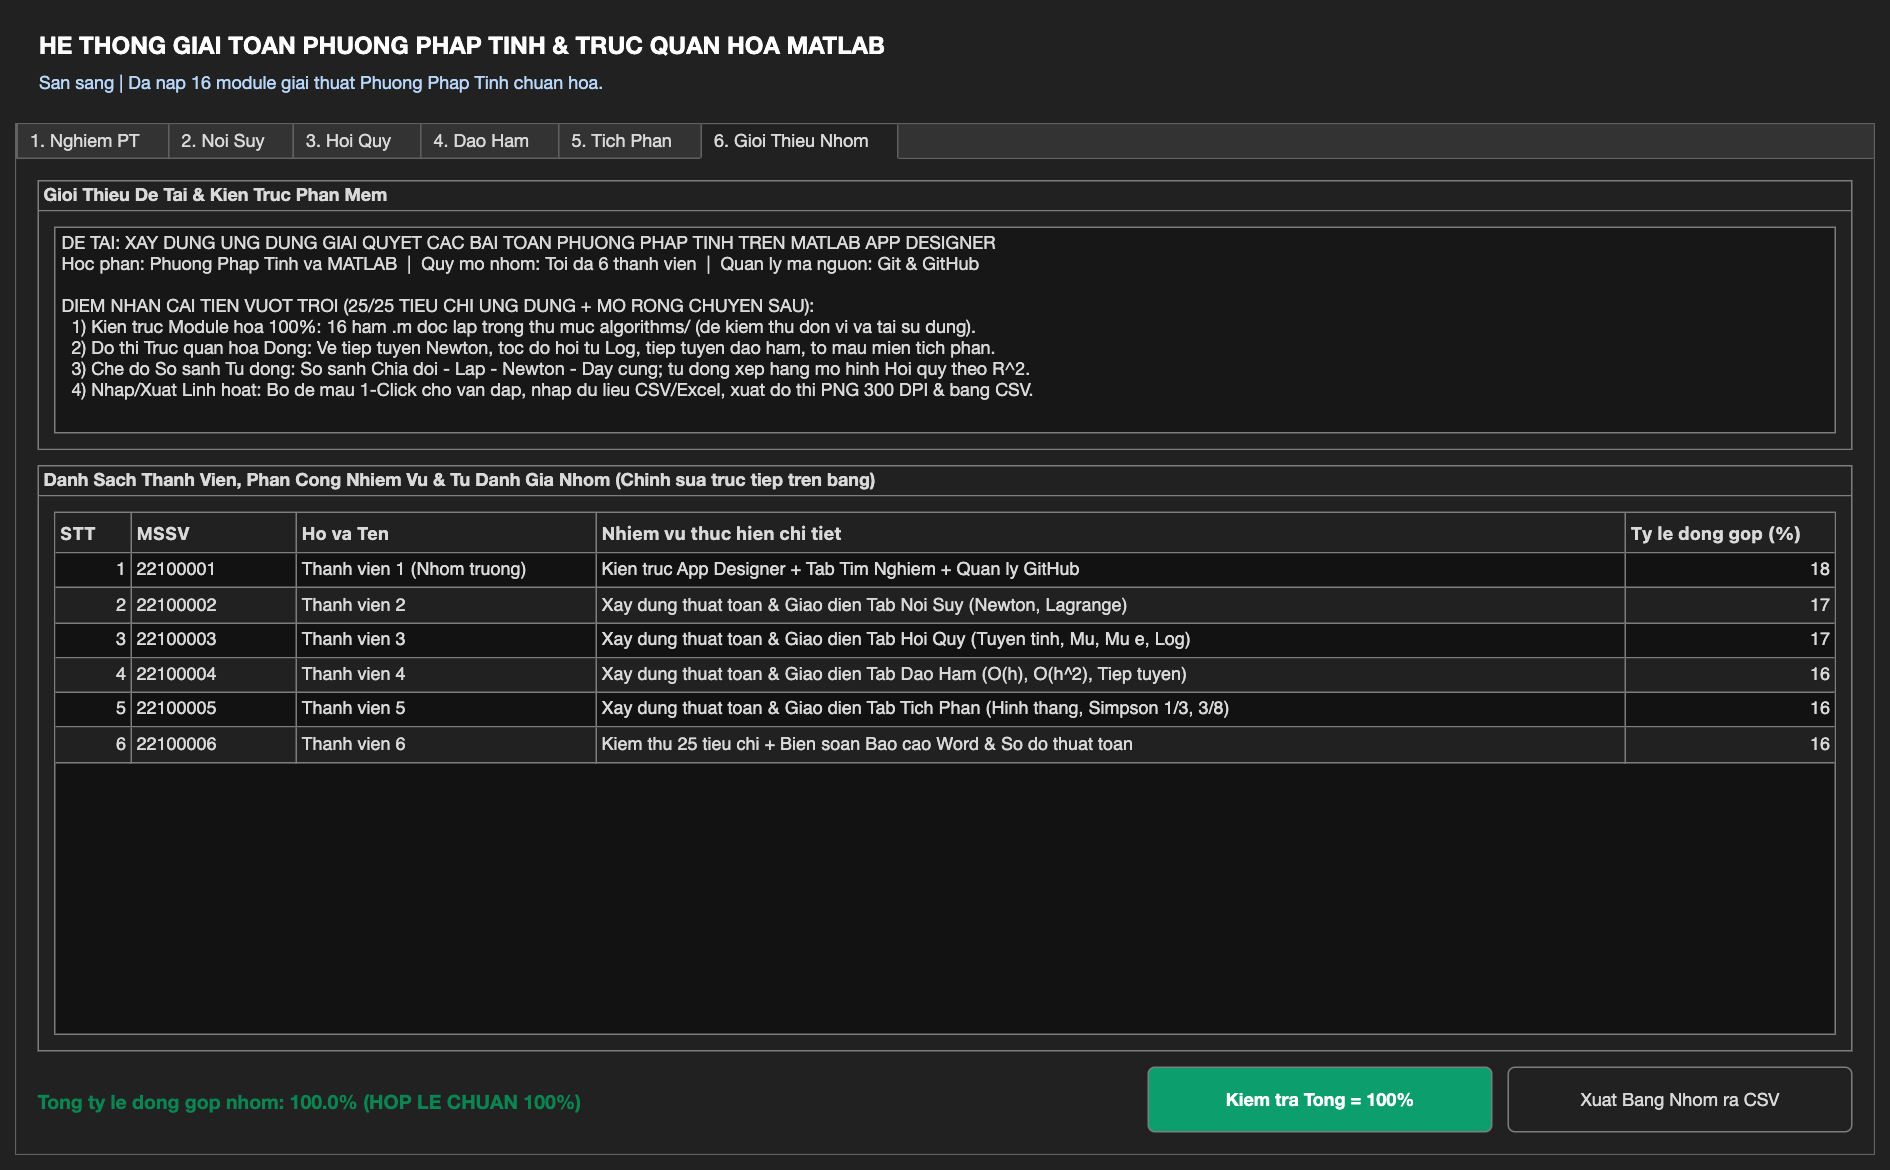 HE THONG GIAI TOAN PHUONG PHAP TINH & TRUC QUAN HOA MATLAB
San sang | Da nap 16 module giai thuat Phuong Phap Tinh chuan hoa.
1. Nghiem PT 2. Noi Suy 3. Hoi Quy 4. Dao Ham 5. Tich Phan 6. Gioi Thieu Nhom
Gioi Thieu De Tai & Kien Truc Phan Mem
DE TAI: XAY DUNG UNG DUNG GIAI QUYET CAC BAI TOAN PHUONG PHAP TINH TREN MATLAB APP DESIGNER
Hoc phan: Phuong Phap Tinh va MATLAB | Quy mo nhom: Toi da 6 thanh vien | Quan ly ma nguon: Git & GitHub
DIEM NHAN CAI TIEN VUOT TROI (25/25 TIEU CHI UNG DUNG + MO RONG CHUYEN SAU):
1) Kien truc Module hoa 100%: 16 ham .m doc lap trong thu muc algorithms/ (de kiem thu don vi va tai su dung).
2) Do thi Truc quan hoa Dong: Ve tiep tuyen Newton, toc do hoi tu Log, tiep tuyen dao ham, to mau mien tich phan.
3) Che do So sanh Tu dong: So sanh Chia doi - Lap - Newton - Day cung; tu dong xep hang mo hinh Hoi quy theo R^2.
4) Nhap/Xuat Linh hoat: Bo de mau 1-Click cho van dap, nhap du lieu CSV/Excel, xuat do thi PNG 300 DPI & bang CSV.
Danh Sach Thanh Vien, Phan Cong Nhiem Vu & Tu Danh Gia Nhom (Chinh sua truc tiep tren bang)
STT MSSV Ho va Ten Nhiem vu thuc hien chi tiet Ty le dong gop (%)
1 22100001 Thanh vien 1 (Nhom truong) Kien truc App Designer + Tab Tim Nghiem + Quan ly GitHub 18
2 22100002 Thanh vien 2 Xay dung thuat toan & Giao dien Tab Noi Suy (Newton, Lagrange) 17
3 22100003 Thanh vien 3 Xay dung thuat toan & Giao dien Tab Hoi Quy (Tuyen tinh, Mu, Mu e, Log) 17
4 22100004 Thanh vien 4 Xay dung thuat toan & Giao dien Tab Dao Ham (O(h), O(h^2), Tiep tuyen) 16
5 22100005 Thanh vien 5 Xay dung thuat toan & Giao dien Tab Tich Phan (Hinh thang, Simpson 1/3, 3/8) 16
6 22100006 Thanh vien 6 Kiem thu 25 tieu chi + Bien soan Bao cao Word & So do thuat toan 16
Tong ty le dong gop nhom: 100.0% (HOP LE CHUAN 100%) Kiem tra Tong = 100% Xuat Bang Nhom ra CSV